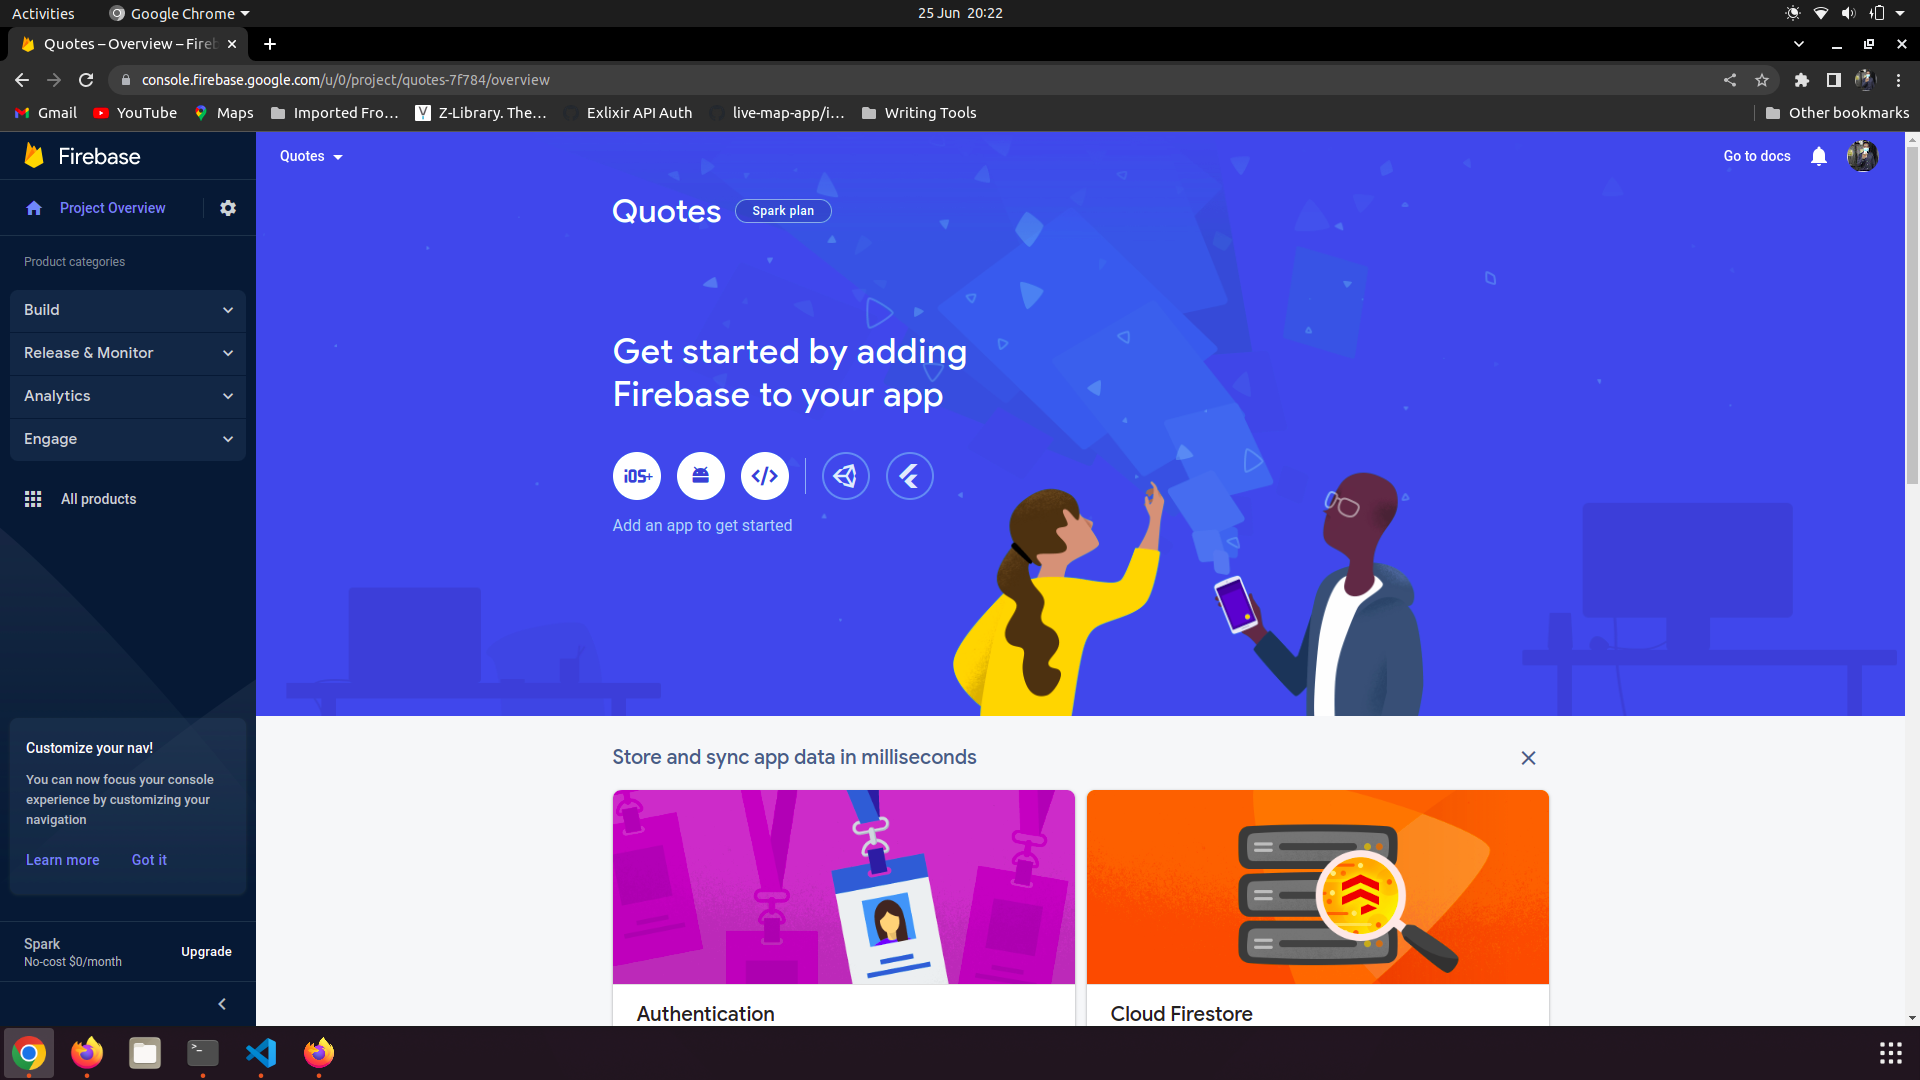 Activities
Google Chrome
25 Jun 20:22
Quotes – Overview – Fireb
console.firebase.google.com/u/0/project/quotes-7f784/overview
Gmail
YouTube
Maps
Imported Fro...
Z-Library. The...
Exlixir API Auth
live-map-app/i...
Writing Tools
Other bookmarks
Firebase
Quotes
Go to docs
Project Overview
Quotes
Spark plan
Product categories
Build
Release & Monitor
Analytics
Engage
All products
Get started by adding
Firebase to your app
iOS+
Add an app to get started
Customize your nav!
You can now focus your console
experience by customizing your
navigation
Learn more
Got it
Spark
No-cost $0/month
Upgrade
Store and sync app data in milliseconds
Authentication
Cloud Firestore